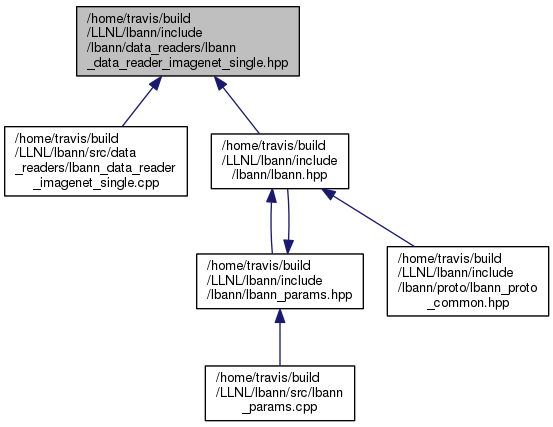 /home/travis/build
/LLNL/lbann/include
/lbann/data_readers/lbann
_data_reader_imagenet_single.hpp
/home/travis/build
/LLNL/lbann/src/data
_readers/lbann_data_reader
_imagenet_single.cpp
/home/travis/build
/LLNL/lbann/include
/lbann/lbann.hpp
/home/travis/build
/LLNL/lbann/include
/lbann/lbann_params.hpp
/home/travis/build
/LLNL/lbann/include
/lbann/proto/lbann_proto
_common.hpp
/home/travis/build
/LLNL/lbann/src/lbann
_params.cpp